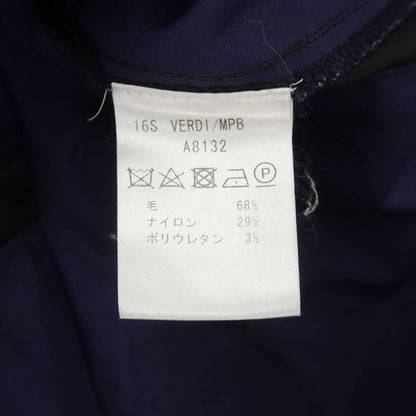 16S VERDI/MPB
A8132
P
毛 68%
ナイロン 29%
ポリウレタン 3%